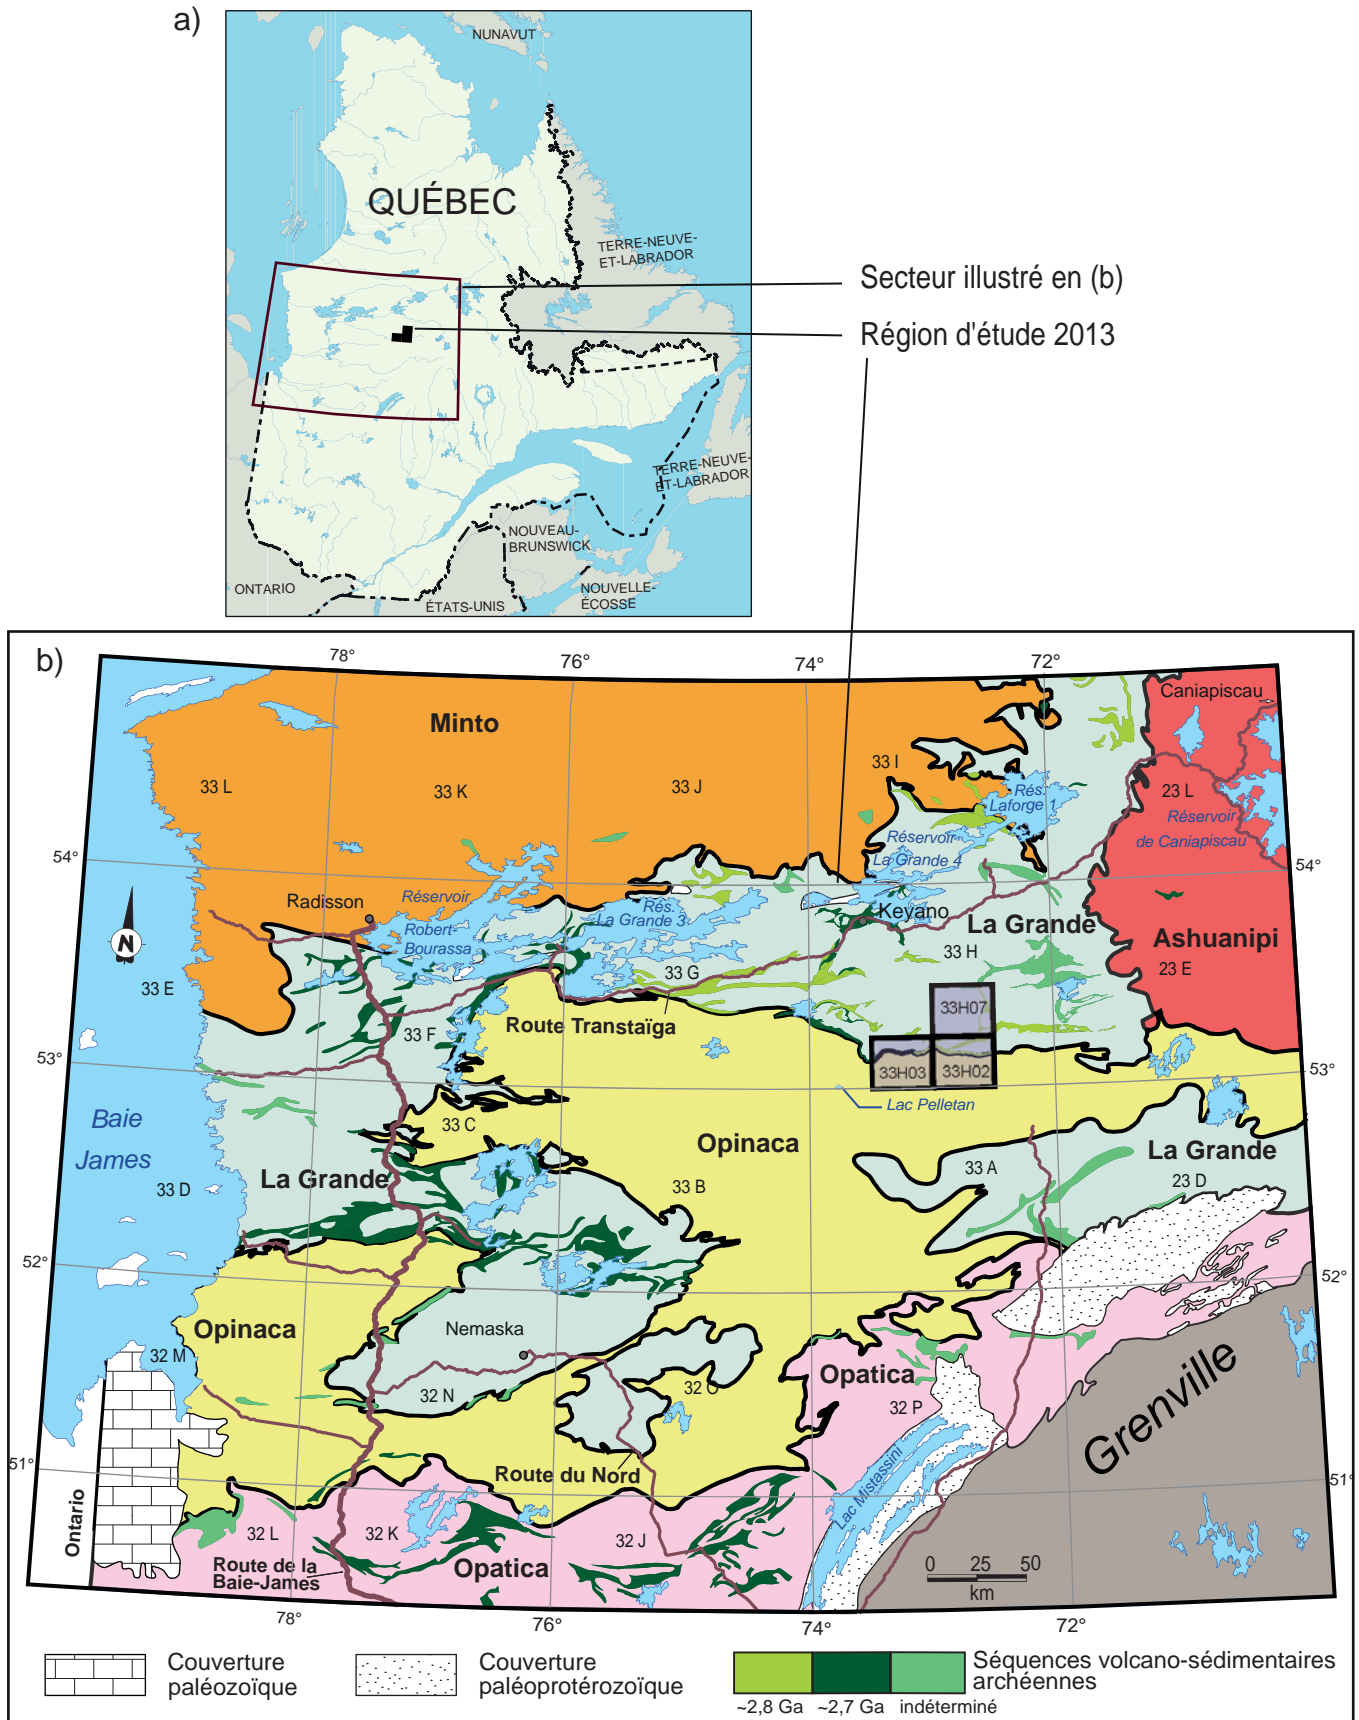 a)
NUNAVUT
QUÉBEC
TERRE-NEUVE-
ET-LABRADOR
Secteur illustré en (b)
Région d'étude 2013
TERRE-NEUVE-
ET-LABRADOR
NOUVEAU-
BRUNSWICK
ONTARIO
ÉTATS-UNIS
NOUVELLE-
ÉCOSSE
b)
78°
76°
74°
72°
Caniapiscau
Minto
33 L
33 K
33 J
33 I
Rés.
Laforge 1
23 L
Réservoir
de Caniapiscau
Réservoir
La Grande 4
54°
54°
Radisson
Réservoir
Robert-
Bourassa
Rés.
La Grande 3
Keyano
La Grande
Ashuanipi
N
33 E
33 G
33 H
23 E
33H07
33 F
Route Transtaïga
53°
53°
33H03
33H02
Lac Pelletan
Baie
James
33 C
Opinaca
La Grande
33 D
33 B
33 A
La Grande
23 D
52°
52°
Opinaca
Nemaska
32 M
32 N
32 O
Opatica
32 P
Grenville
Lac Mistassini
51°
51°
Route du Nord
Ontario
32 L
32 K
32 J
Route de la
Baie-James
Opatica
0 25 50
km
78°
76°
74°
72°
Couverture
paléozoïque
Couverture
paléoprotérozoïque
Séquences volcano-sédimentaires
archéennes
~2,8 Ga
~2,7 Ga
indéterminé